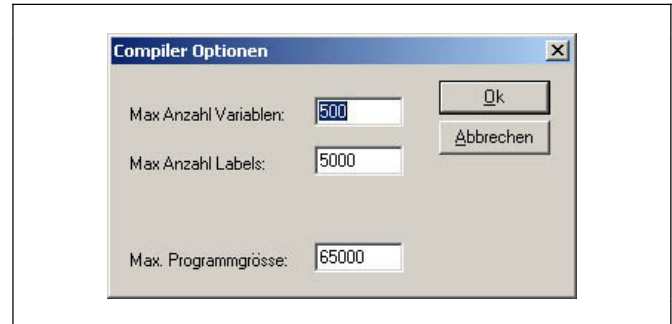 Compiler Optionen
Max Anzahl Variablen: 500
Ok
Abbrechen
Max Anzahl Labels: 5000
Max. Programmgrösse: 65000